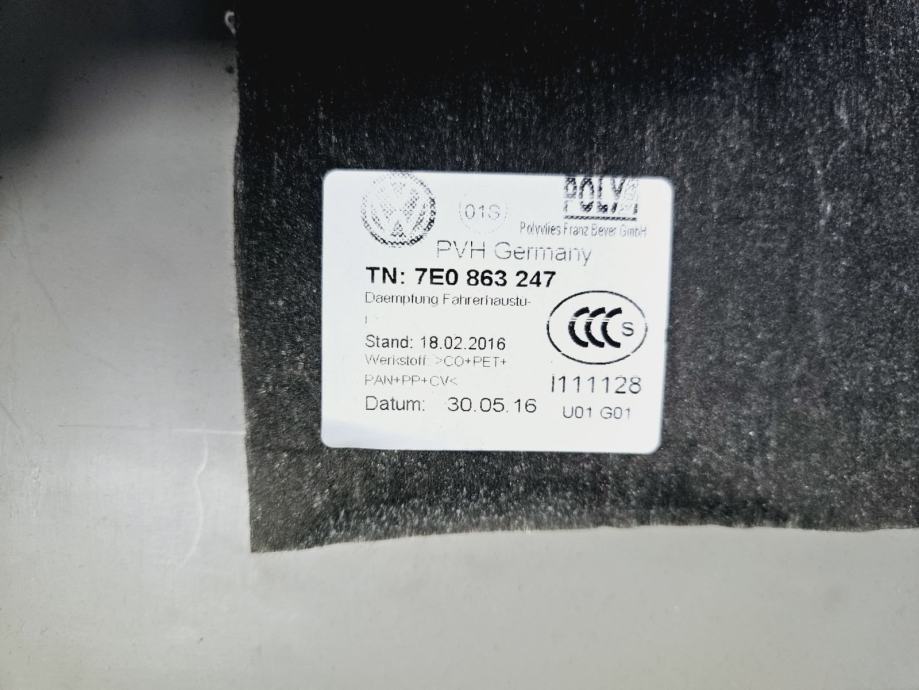 01S
POLY
Polyvlies Franz Beyer GmbH
PVH Germany
TN: 7E0 863 247
Daempfung Fahrerhaustu-
r
Stand: 18.02.2016
Werkstoff: >CO+PET+
PAN+PP+CV<
CCC S
I111128
Datum: 30.05.16
U01 G01